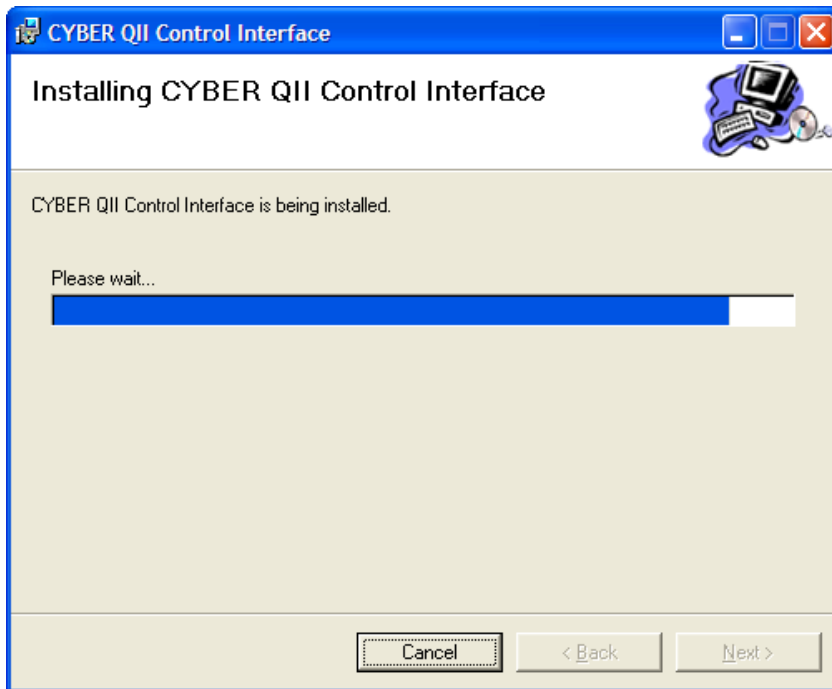 CYBER QII Control Interface
Installing CYBER QII Control Interface
CYBER QII Control Interface is being installed.
Please wait...
Cancel
< Back
Next >